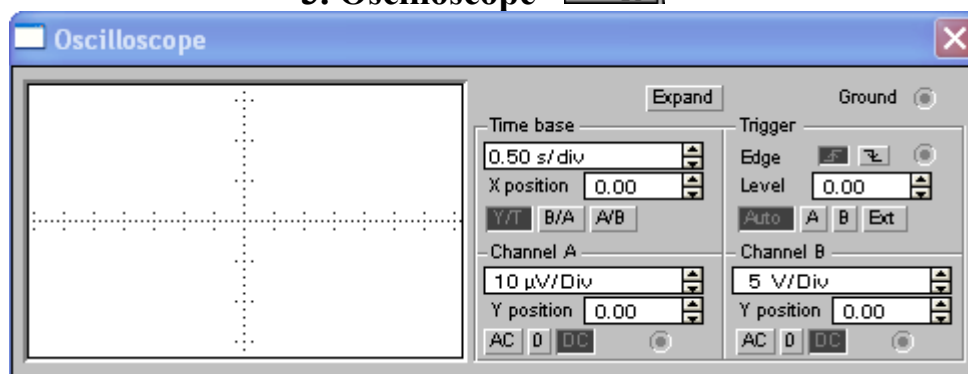 3. Oscilloscope
Oscilloscope
Expand
Ground
Time base
0.50 s/div
X position 0.00
Y/T B/A A/B
Trigger
Edge
Level 0.00
Auto A B Ext
Channel A
10 µV/Div
Y position 0.00
AC 0 DC
Channel B
5 V/Div
Y position 0.00
AC 0 DC